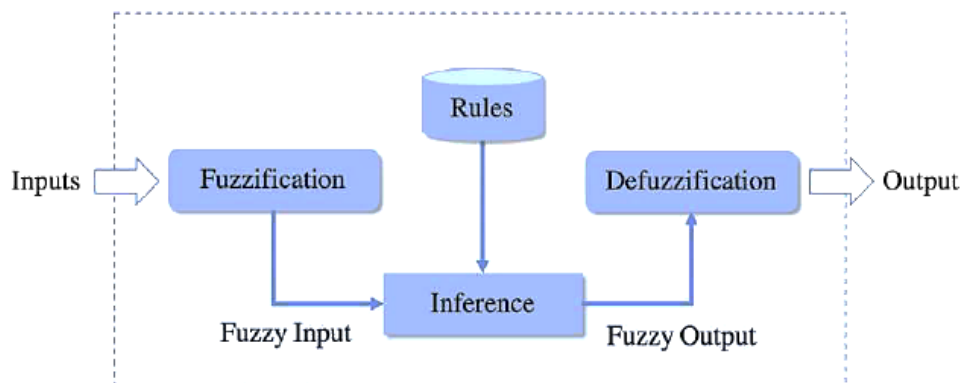 Rules
Inputs
Fuzzification
Defuzzification
Output
Inference
Fuzzy Input
Fuzzy Output